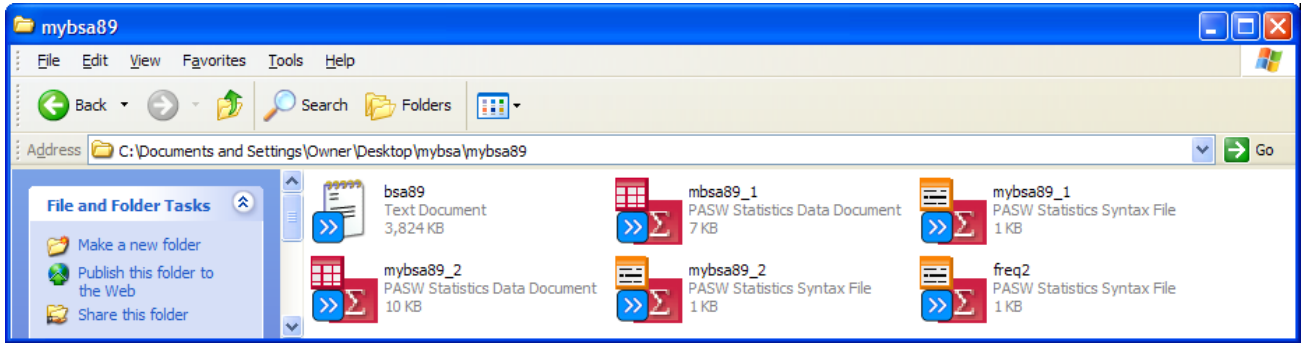 mybsa89
File Edit View Favorites Tools Help
Back Search Folders
Address C:\Documents and Settings\Owner\Desktop\mybsa\mybsa89 Go
File and Folder Tasks
Make a new folder
Publish this folder to
the Web
Share this folder
bsa89
Text Document
3,824 KB
mbsa89_1
PASW Statistics Data Document
7 KB
mybsa89_1
PASW Statistics Syntax File
1 KB
mybsa89_2
PASW Statistics Data Document
10 KB
mybsa89_2
PASW Statistics Syntax File
1 KB
freq2
PASW Statistics Syntax File
1 KB